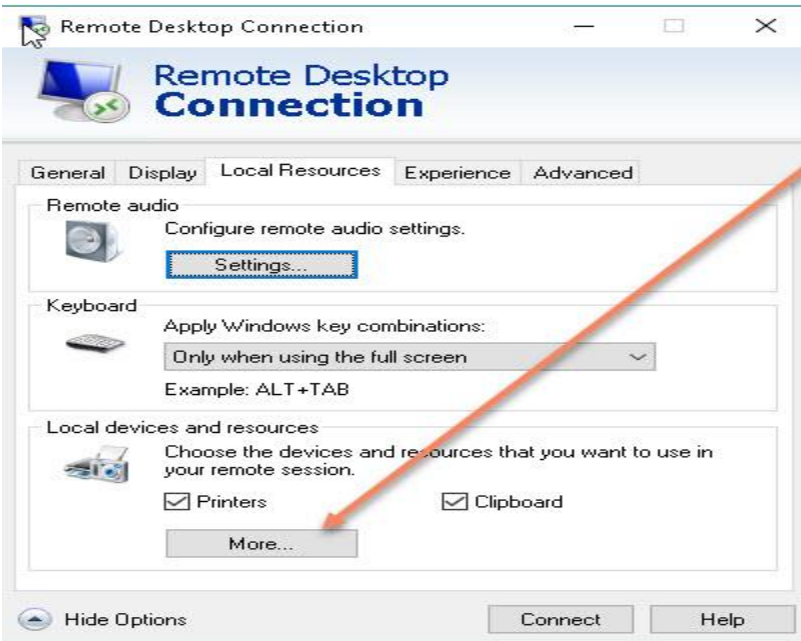 Remote Desktop Connection
Remote Desktop
Connection
General Display Local Resources Experience Advanced
Remote audio
Configure remote audio settings.
Settings...
Keyboard
Apply Windows key combinations:
Only when using the full screen
Example: ALT+TAB
Local devices and resources
Choose the devices and resources that you want to use in
your remote session.
Printers Clipboard
More...
Hide Options Connect Help